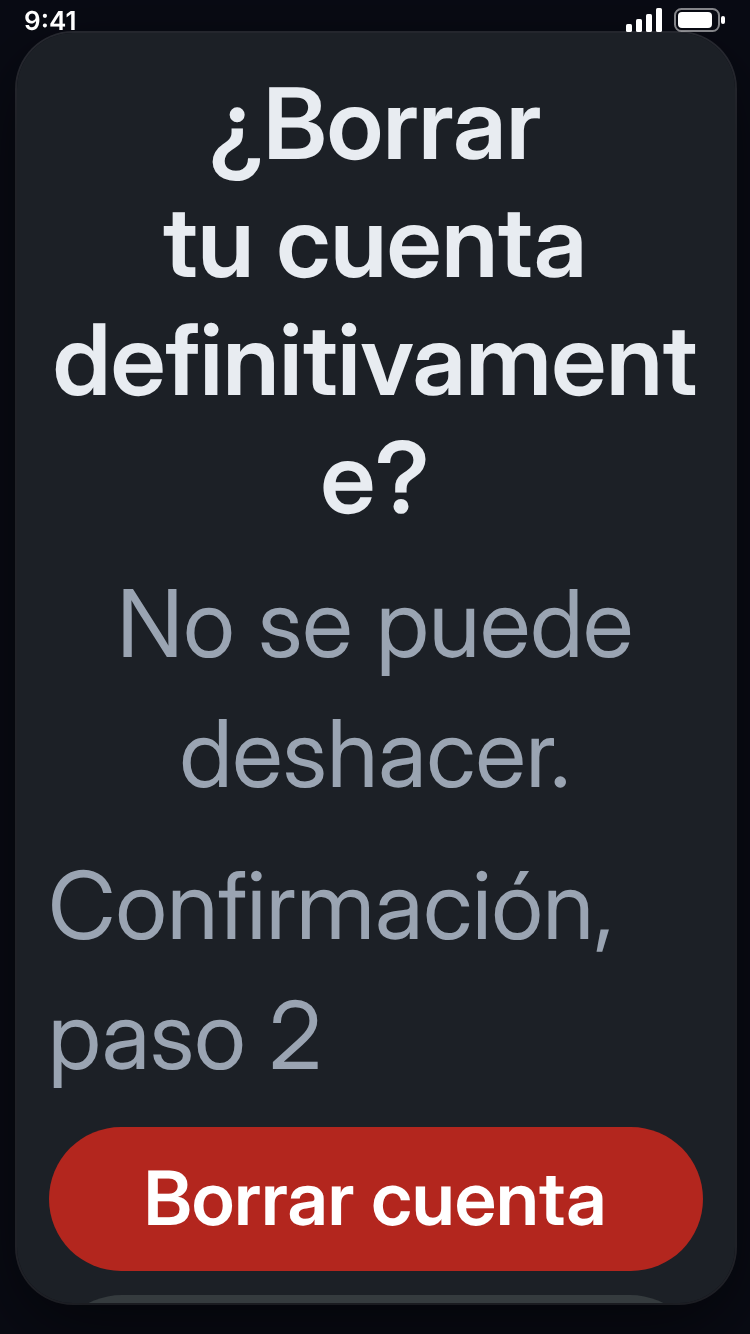 9:41
¿Borrar
tu cuenta
definitivament
e?
No se puede
deshacer.
Confirmación,
paso 2
Borrar cuenta